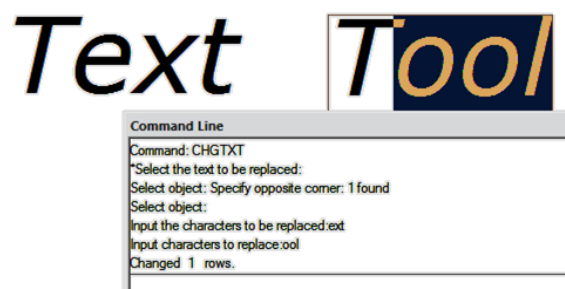 Text Tool
Command Line
Command: CHGTXT
*Select the text to be replaced:
Select object: Specify opposite corner: 1 found
Select object:
Input the characters to be replaced:ext
Input characters to replace:ool
Changed 1 rows.